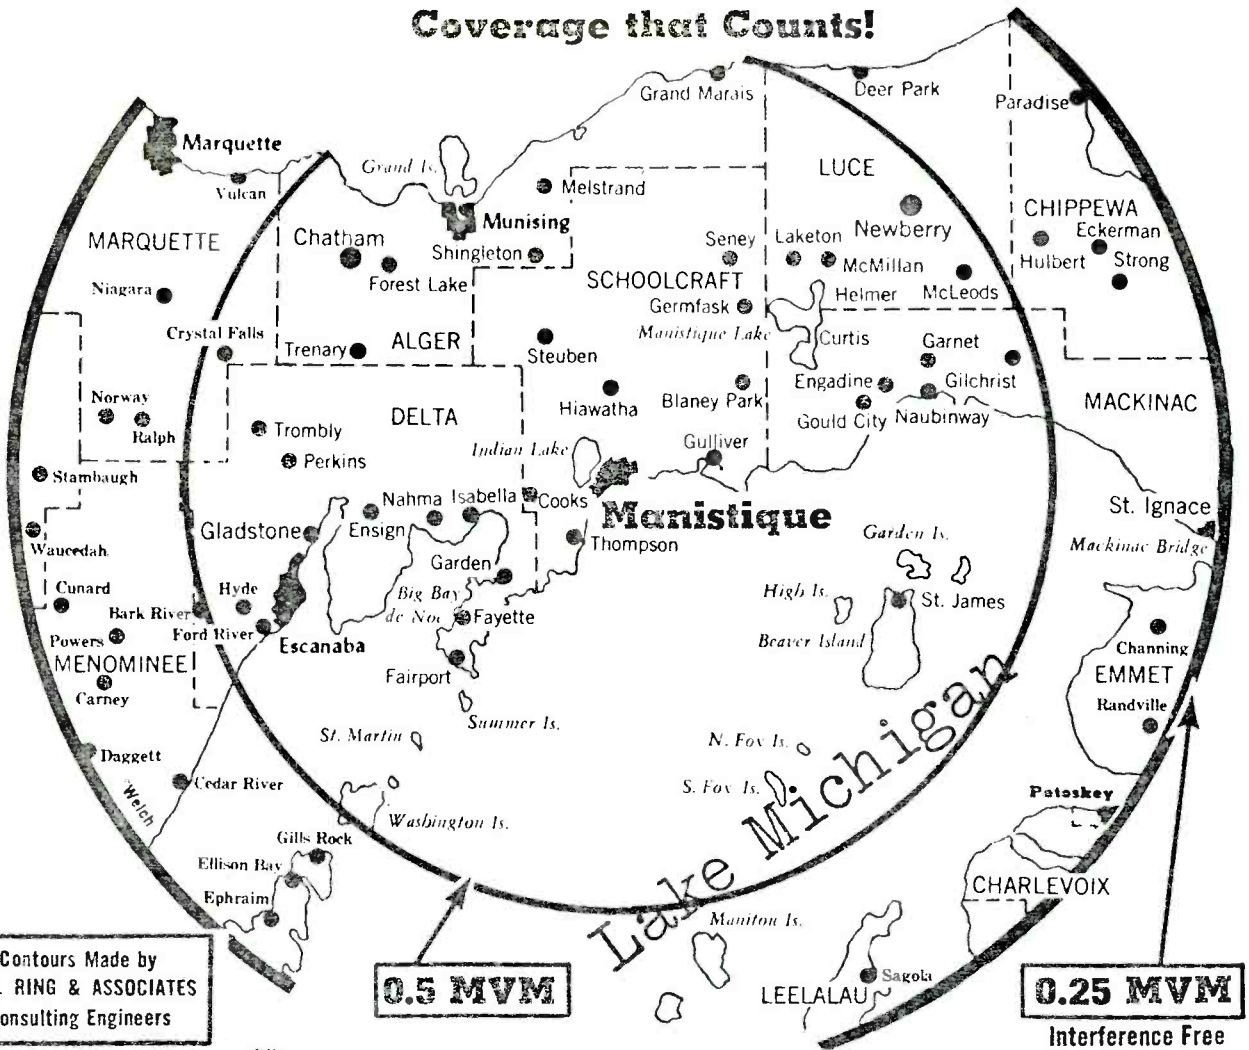 Coverage that Counts!
Grand Marais
Deer Park
Paradise
Marquette
Vulcan
Grand Is.
Melstrand
LUCE
Munising
CHIPPEWA
MARQUETTE
Chatham
Shingleton
Seney
Laketon
Newberry
Eckerman
Hulbert
Strong
Forest Lake
SCHOOLCRAFT
McMillan
McLeods
Niagara
Germfask
Helmer
Crystal Falls
Manistique Lake
Curtis
Trenary
ALGER
Steuben
Garnet
Norway
Ralph
DELTA
Hiawatha
Blaney Park
Engadine
Gilchrist
MACKINAC
Gould City
Naubinway
Trombly
Perkins
Indian Lake
Gulliver
Stambaugh
Nahma
Isabella
Cooks
Manistique
St. Ignace
Gladstone
Ensign
Thompson
Garden Is.
Mackinac Bridge
Waucedah
Garden
Cunard
Hyde
Big Bay
de Noc
High Is.
St. James
Bark River
Fayette
Powers
Ford River
Escanaba
Beaver Island
Channing
MENOMINEE
Fairport
EMMET
Carney
Randville
Summer Is.
St. Martin
N. Fox Is.
Daggett
Cedar River
S. Fox Is.
Lake Michigan
Petoskey
Welch
Washington Is.
Gills Rock
Ellison Bay
Ephraim
CHARLEVOIX
Manitou Is.
Contours Made by
. RING & ASSOCIATES
onsulting Engineers
0.5 MVM
Sagola
LEELALAU
0.25 MVM
Interference Free